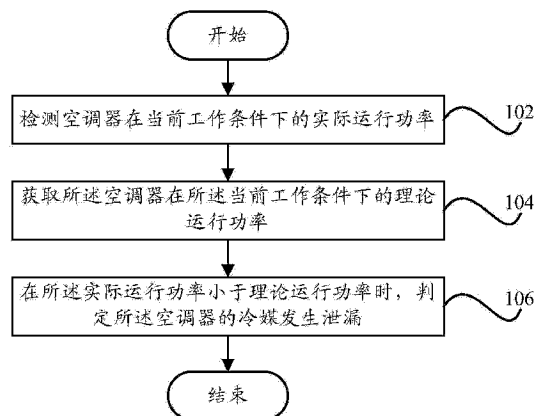 开始
检测空调器在当前工作条件下的实际运行功率
102
获取所述空调器在所述当前工作条件下的理论
运行功率
104
在所述实际运行功率小于理论运行功率时，判
定所述空调器的冷媒发生泄漏
106
结束